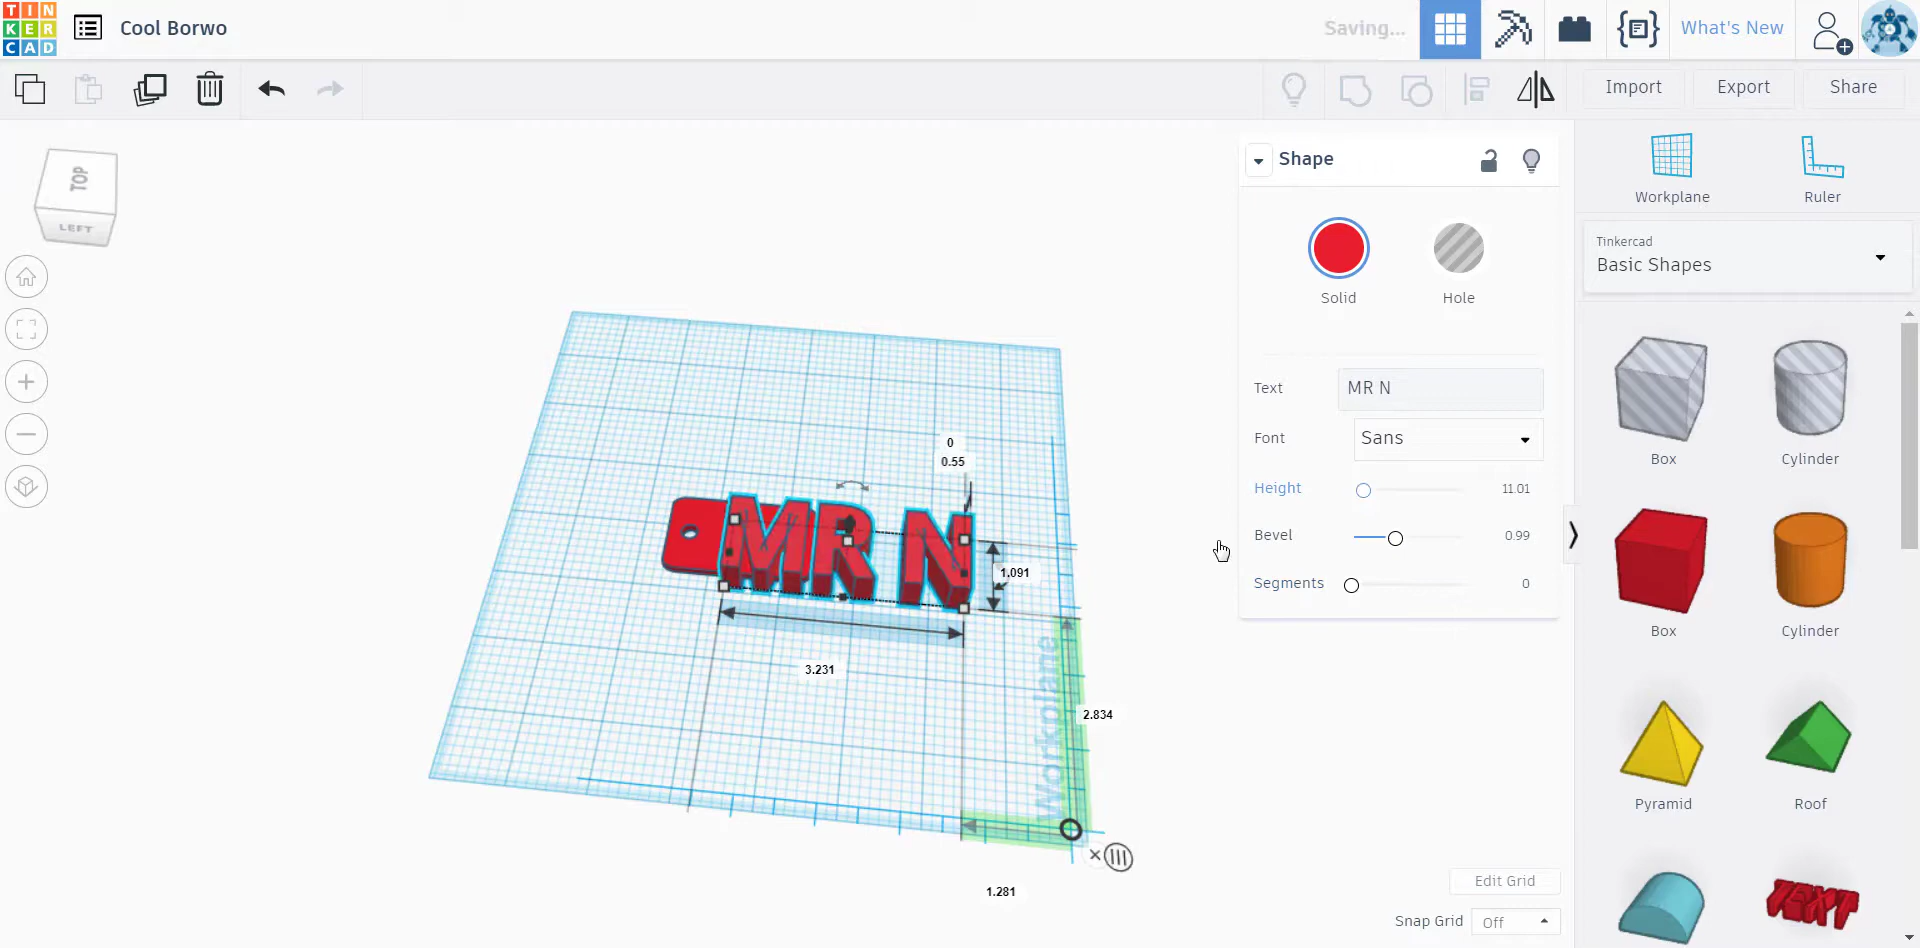 TIN
KER
CAD
Cool Borwo
Saving...
What's New
Import
Export
Share
TOP
LEFT
Shape
Solid
Hole
Text
MR N
Font
Sans
Height
11.01
Bevel
0.99
Segments
0
Workplane
Ruler
Tinkercad
Basic Shapes
Box
Cylinder
Box
Cylinder
Pyramid
Roof
TEXT
MR N
0
0.55
1.091
3.231
2.834
1.281
Workplane
Edit Grid
Snap Grid
Off